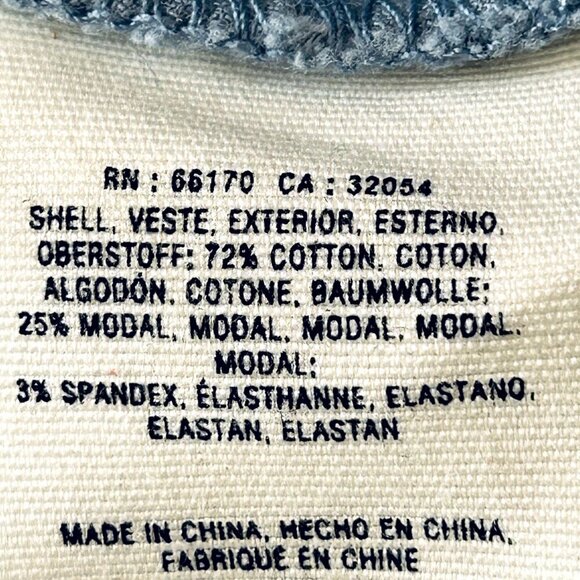 RN : 66170 CA : 32054
SHELL, VESTE, EXTERIOR, ESTERNO,
OBERSTOFF: 72% COTTON, COTON,
ALGODÓN, COTONE, BAUMWOLLE;
25% MODAL, MODAL, MODAL, MODAL,
MODAL;
3% SPANDEX, ÉLASTHANNE, ELASTANO,
ELASTAN, ELASTAN
MADE IN CHINA, HECHO EN CHINA,
FABRIQUÉ EN CHINE